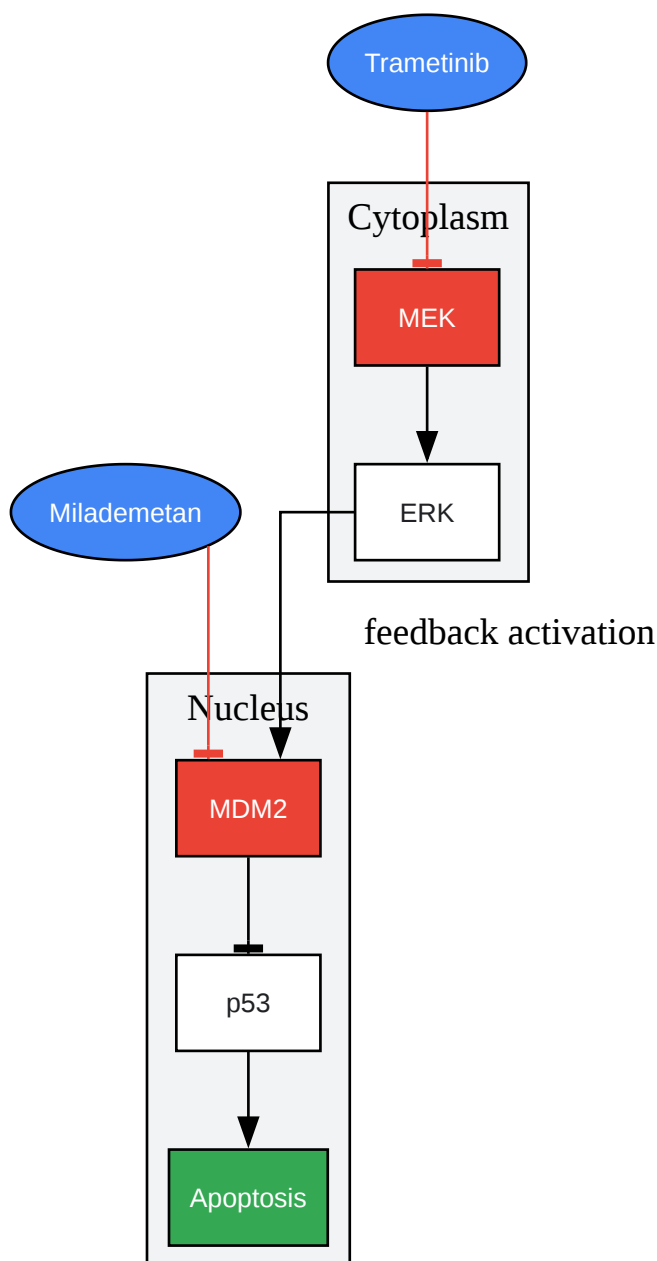 Trametinib
Cytoplasm
MEK
ERK
Milademetan
feedback activation
Nucleus
MDM2
p53
Apoptosis